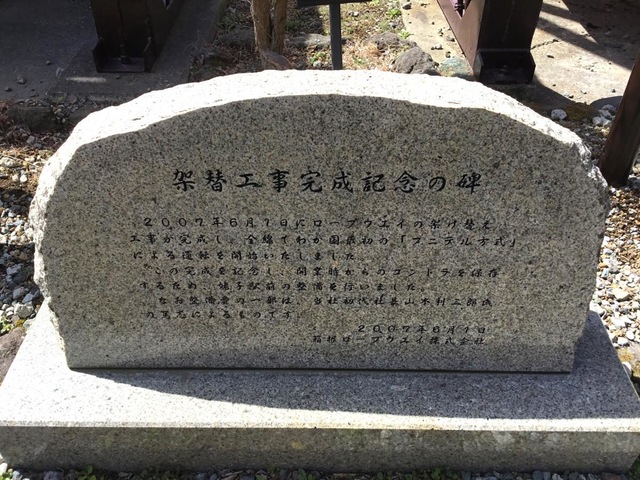 架替工事完成記念の碑
2007年6月1日にロープウエイの架け替え
工事が完成し、全線でわが国最初の「フニテル方式」
による運転を開始いたしました。
この完成を記念し、開業時からのゴンドラを保存
するため、姥子駅前の整備を行いました。
なお整備費の一部は、当社初代社長山本利三郎氏
の寄元によるものです。
2007年6月1日
箱根ロープウエイ株式会社